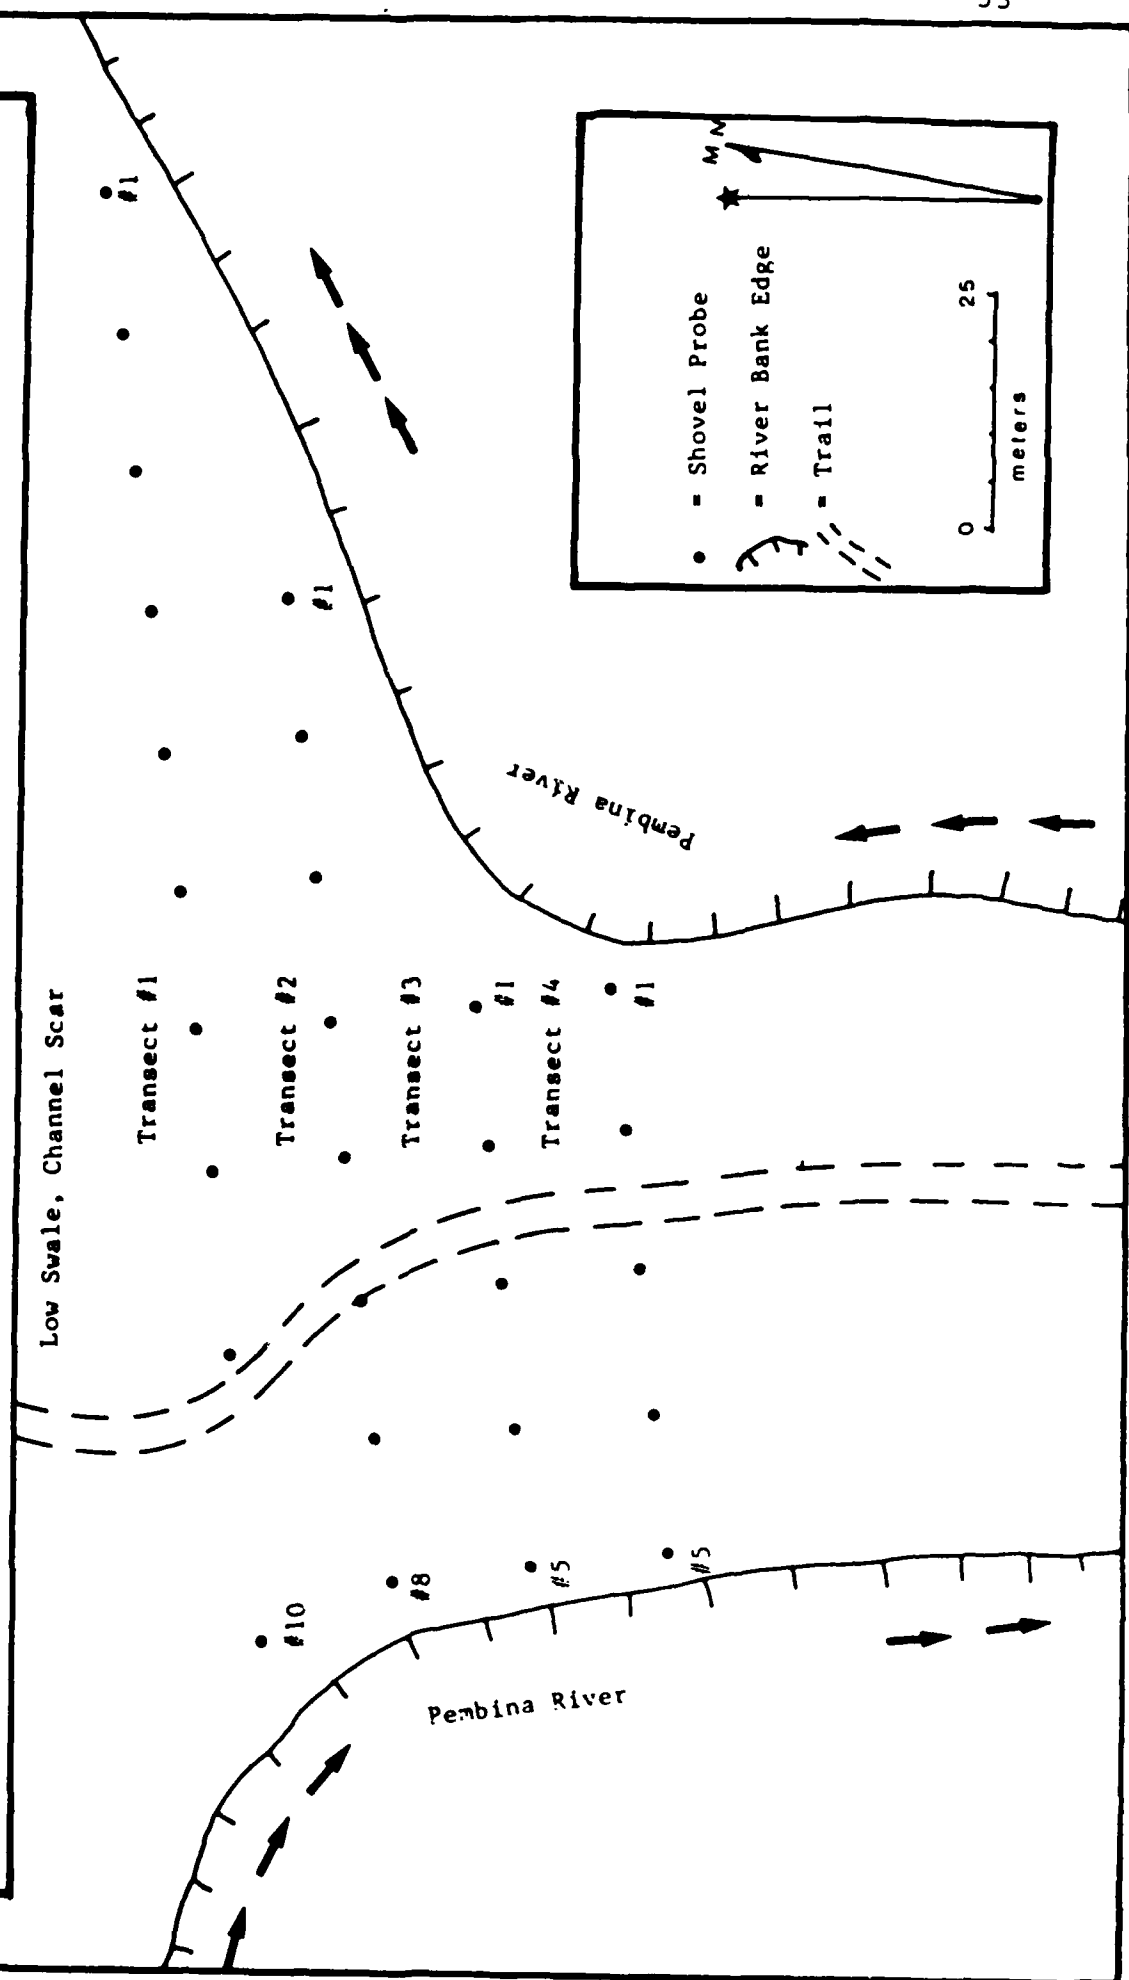 Low Swale, Channel Scar
Transect #1
#1
#10
Transect #2
#1
#8
Transect #3
#1
#5
Transect #4
#1
#5
Pembina River
Pembina River
= Shovel Probe
= River Bank Edge
= Trail
MN
0 25
meters